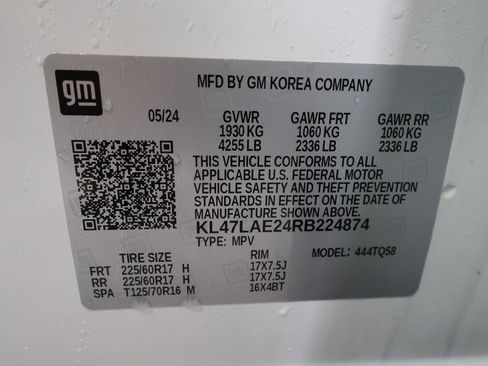 gm
MFD BY GM KOREA COMPANY
05/24 GVWR GAWR FRT GAWR RR
1930 KG 1060 KG 1060 KG
4255 LB 2336 LB 2336 LB
THIS VEHICLE CONFORMS TO ALL
APPLICABLE U.S. FEDERAL MOTOR
VEHICLE SAFETY AND THEFT PREVENTION
STANDARDS IN EFFECT ON THE DATE
OF MANUFACTURE SHOWN ABOVE.
KL47LAE24RB224874
TYPE: MPV MODEL: 444TQ58
TIRE SIZE RIM
FRT 225/60R17 H 17X7.5J
RR 225/60R17 H 17X7.5J
SPA T125/70R16 M 16X4BT